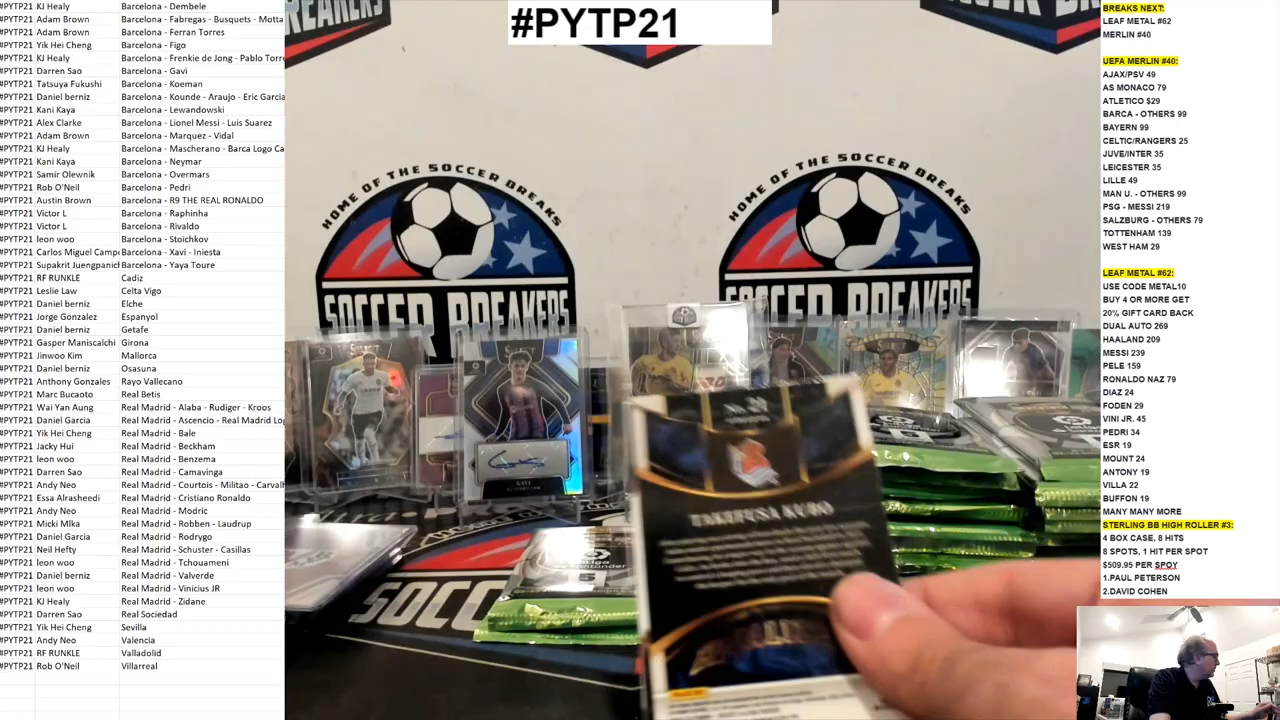 #PYTP21 KJ Healy Barcelona - Dembele
#PYTP21 Adam Brown Barcelona - Fabregas - Busquets - Motta
#PYTP21 Adam Brown Barcelona - Ferran Torres
#PYTP21 Yik Hei Cheng Barcelona - Figo
#PYTP21 KJ Healy Barcelona - Frenkie de Jong - Pablo Torre
#PYTP21 Darren Sao Barcelona - Gavi
#PYTP21 Tatsuya Fukushi Barcelona - Koeman
#PYTP21 Daniel berniz Barcelona - Kounde - Araujo - Eric Garcia
#PYTP21 Kani Kaya Barcelona - Lewandowski
#PYTP21 Alex Clarke Barcelona - Lionel Messi - Luis Suarez
#PYTP21 Adam Brown Barcelona - Marquez - Vidal
#PYTP21 KJ Healy Barcelona - Mascherano - Barca Logo Ca
#PYTP21 Kani Kaya Barcelona - Neymar
#PYTP21 Samir Olewnik Barcelona - Overmars
#PYTP21 Rob O'Neil Barcelona - Pedri
#PYTP21 Austin Brown Barcelona - R9 THE REAL RONALDO
#PYTP21 Victor L Barcelona - Raphinha
#PYTP21 Victor L Barcelona - Rivaldo
#PYTP21 leon woo Barcelona - Stoichkov
#PYTP21 Carlos Miguel Camp Barcelona - Xavi - Iniesta
#PYTP21 Supakrit Juengpanich Barcelona - Yaya Toure
#PYTP21 RF RUNKLE Cadiz
#PYTP21 Leslie Law Celta Vigo
#PYTP21 Daniel berniz Elche
#PYTP21 Jorge Gonzalez Espanyol
#PYTP21 Daniel berniz Getafe
#PYTP21 Gasper Maniscalchi Girona
#PYTP21 Jinwoo Kim Mallorca
#PYTP21 Daniel berniz Osasuna
#PYTP21 Anthony Gonzales Rayo Vallecano
#PYTP21 Marc Bucaoto Real Betis
#PYTP21 Wai Yan Aung Real Madrid - Alaba - Rudiger - Kroos
#PYTP21 Daniel Garcia Real Madrid - Ascencio - Real Madrid Log
#PYTP21 Yik Hei Cheng Real Madrid - Bale
#PYTP21 Jacky Hui Real Madrid - Beckham
#PYTP21 leon woo Real Madrid - Benzema
#PYTP21 Darren Sao Real Madrid - Camavinga
#PYTP21 Andy Neo Real Madrid - Courtois - Militao - Carvalh
#PYTP21 Essa Alrasheedi Real Madrid - Cristiano Ronaldo
#PYTP21 Andy Neo Real Madrid - Modric
#PYTP21 Micki Mlka Real Madrid - Robben - Laudrup
#PYTP21 Daniel Garcia Real Madrid - Rodrygo
#PYTP21 Neil Hefty Real Madrid - Schuster - Casillas
#PYTP21 leon woo Real Madrid - Tchouameni
#PYTP21 Daniel berniz Real Madrid - Valverde
#PYTP21 leon woo Real Madrid - Vinicius JR
#PYTP21 KJ Healy Real Madrid - Zidane
#PYTP21 Darren Sao Real Sociedad
#PYTP21 Yik Hei Cheng Sevilla
#PYTP21 Andy Neo Valencia
#PYTP21 RF RUNKLE Valladolid
#PYTP21 Rob O'Neil Villarreal
#PYTP21
BREAKERS
HOME OF THE SOCCER BREAKS
SOCCER BREAKERS
HOME OF THE SOCCER BREAKS
SOCCER BREAKERS
GAVI
TAKEFUSA KUBO
SOCC
BREAKS NEXT:
LEAF METAL #62
MERLIN #40
UEFA MERLIN #40:
AJAX/PSV 49
AS MONACO 79
ATLETICO $29
BARCA - OTHERS 99
BAYERN 99
CELTIC/RANGERS 25
JUVE/INTER 35
LEICESTER 35
LILLE 49
MAN U. - OTHERS 99
PSG - MESSI 219
SALZBURG - OTHERS 79
TOTTENHAM 139
WEST HAM 29
LEAF METAL #62:
USE CODE METAL10
BUY 4 OR MORE GET
20% GIFT CARD BACK
DUAL AUTO 269
HAALAND 209
MESSI 239
PELE 159
RONALDO NAZ 79
DIAZ 24
FODEN 29
VINI JR. 45
PEDRI 34
ESR 19
MOUNT 24
ANTONY 19
VILLA 22
BUFFON 19
MANY MANY MORE
STERLING BB HIGH ROLLER #3:
4 BOX CASE, 8 HITS
8 SPOTS, 1 HIT PER SPOT
$509.95 PER SPOY
1.PAUL PETERSON
2.DAVID COHEN